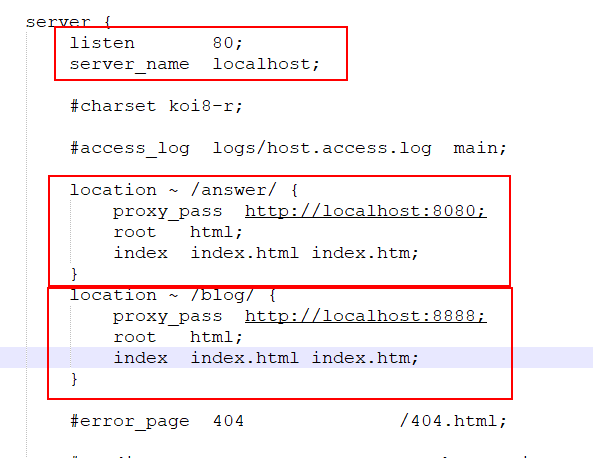 server {
listen 80;
server_name localhost;
#charset koi8-r;
#access_log logs/host.access.log main;
location ~ /answer/ {
proxy_pass http://localhost:8080;
root html;
index index.html index.htm;
}
location ~ /blog/ {
proxy_pass http://localhost:8888;
root html;
index index.html index.htm;
}
#error_page 404 /404.html;